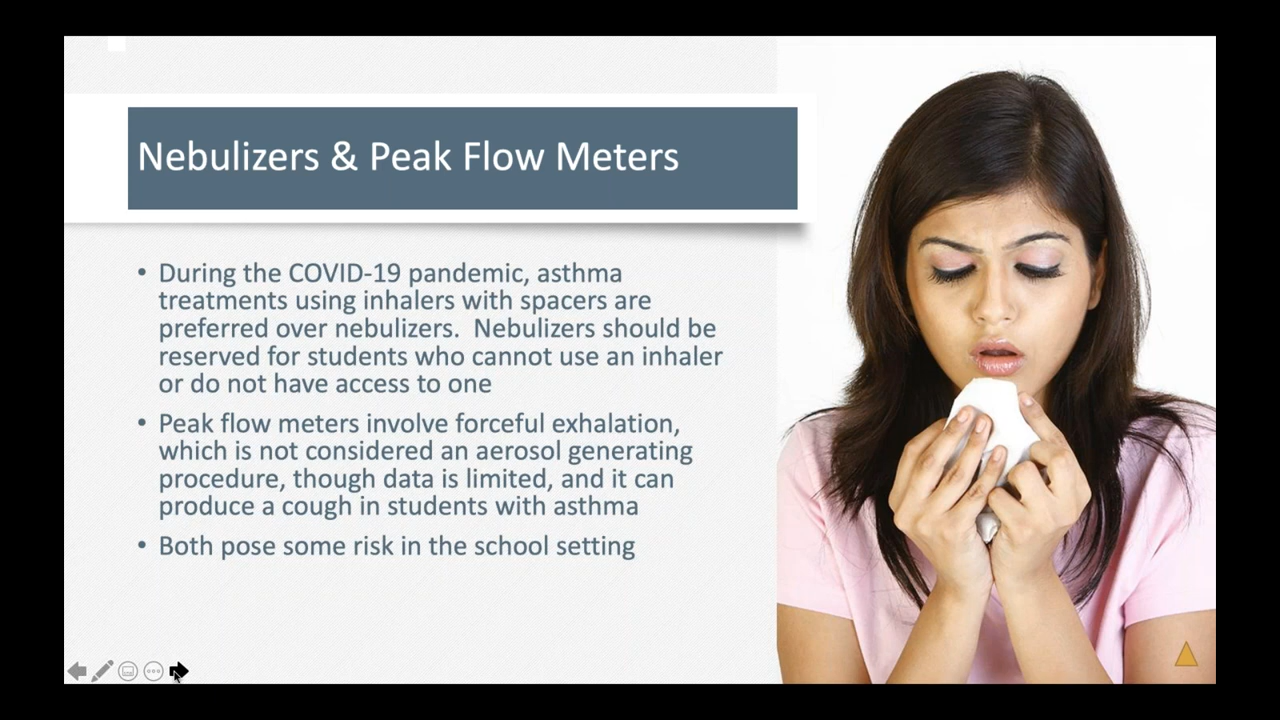 Nebulizers & Peak Flow Meters
• During the COVID-19 pandemic, asthma
treatments using inhalers with spacers are
preferred over nebulizers.  Nebulizers should be
reserved for students who cannot use an inhaler
or do not have access to one
• Peak flow meters involve forceful exhalation,
which is not considered an aerosol generating
procedure, though data is limited, and it can
produce a cough in students with asthma
• Both pose some risk in the school setting